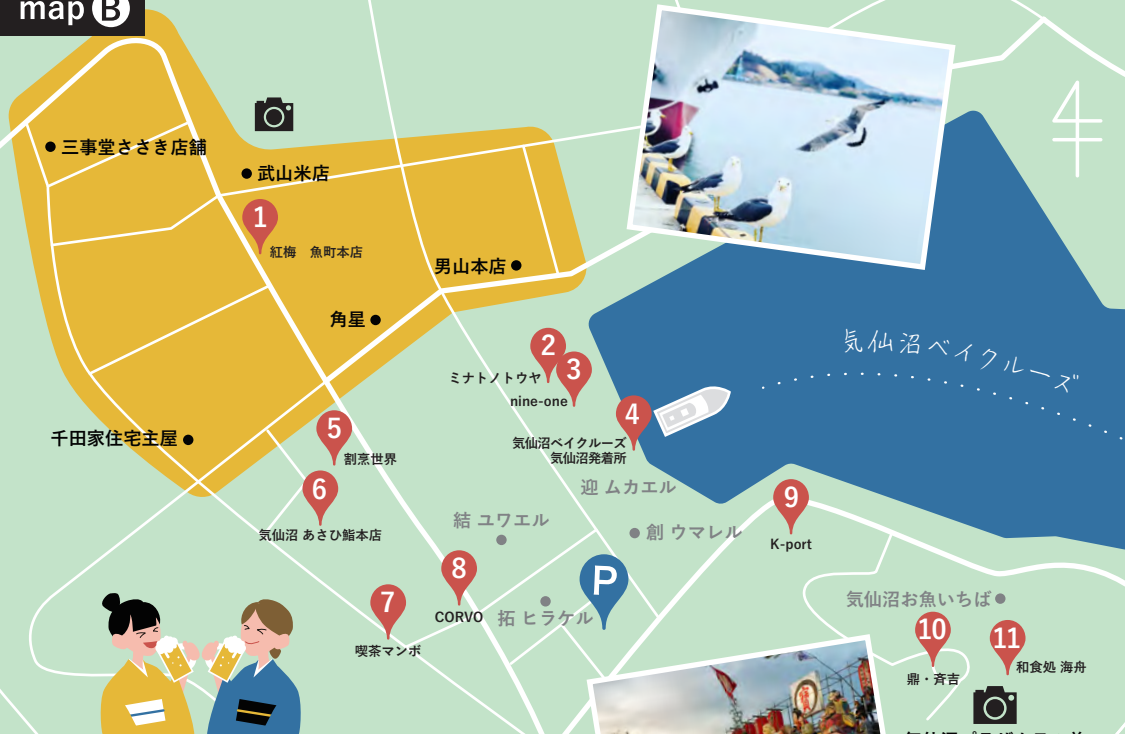 map B
三事堂ささき店舗
武山米店
1
紅梅　魚町本店
男山本店
角星
2
ミナトノトウヤ
3
nine-one
4
気仙沼ベイクルーズ
気仙沼発着所
気仙沼ベイクルーズ
千田家住宅主屋
5
割烹世界
6
気仙沼 あさひ鮨本店
迎 ムカエル
結 ユワエル
創 ウマレル
9
K-port
P
8
CORVO
拓 ヒラケル
7
喫茶マンボ
気仙沼お魚いちば
10
鼎・斉吉
11
和食処 海舟